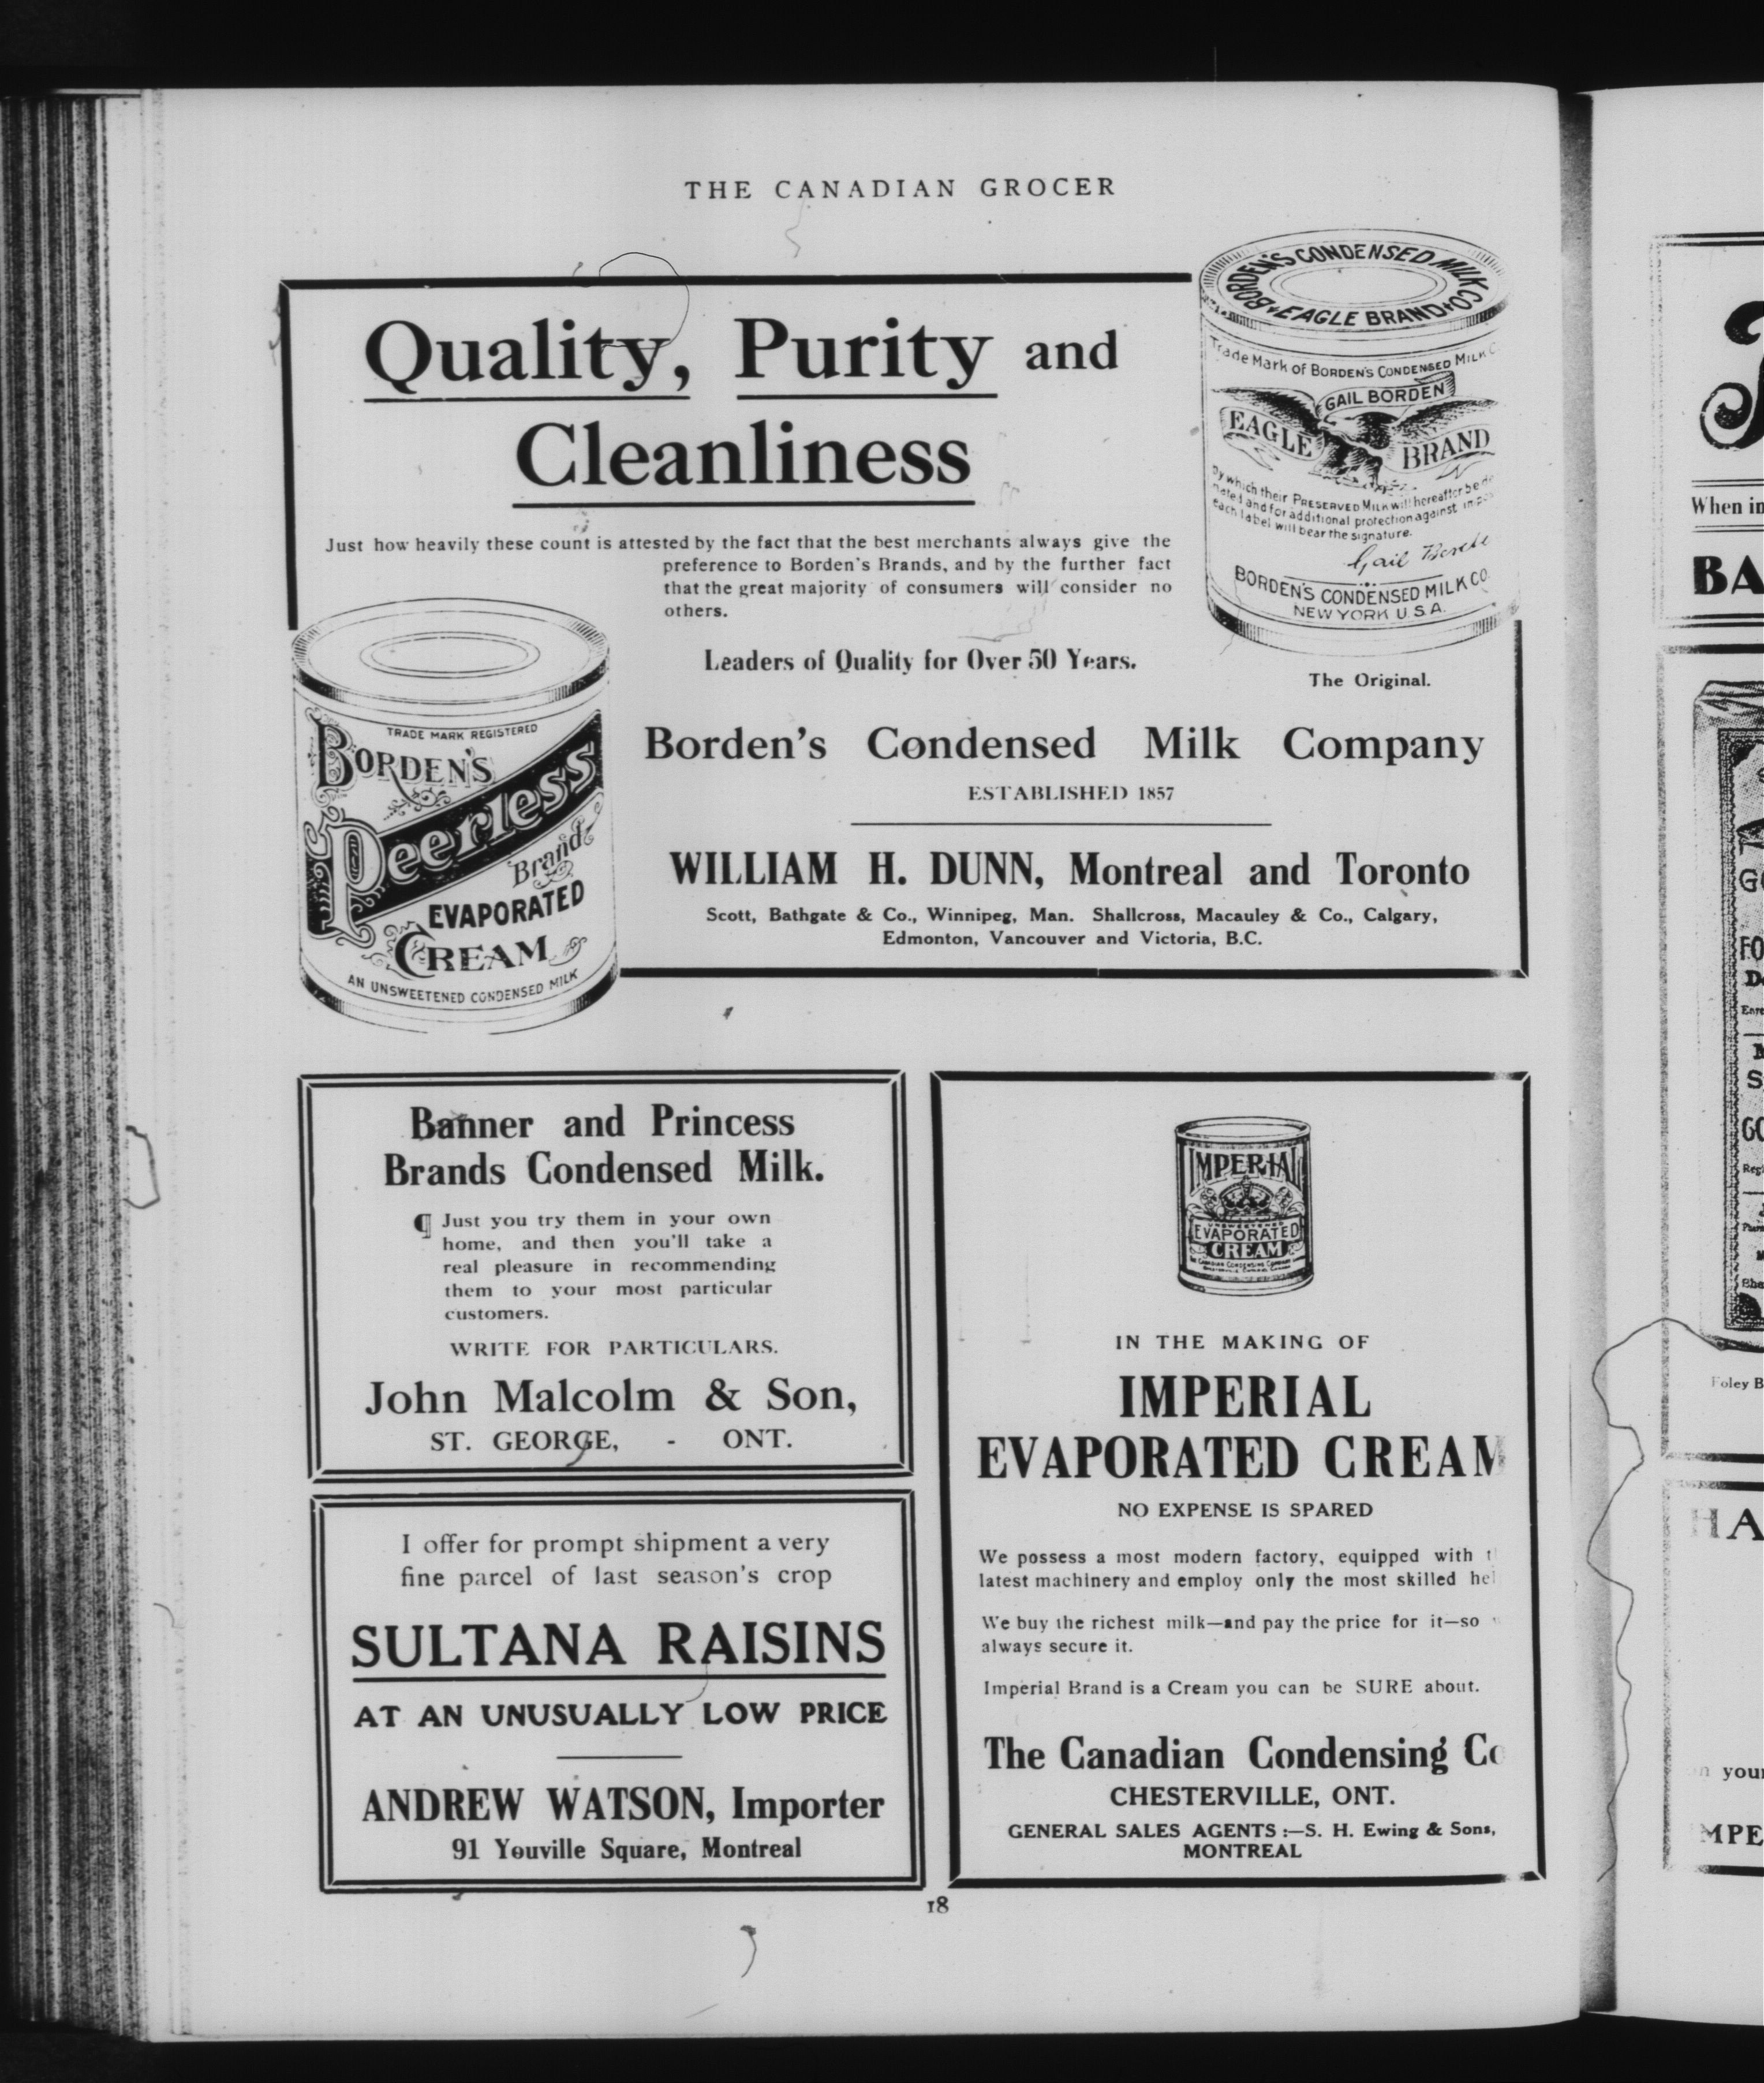 THE CANADIAN GROCER
Quality, Purity and
Cleanliness
Just how heavily these count is attested by the fact that the best merchants always give the
preference to Borden's Brands, and by the further fact
that the great majority of consumers will consider no
others.
Leaders of Quality for Over 50 Years.
BORDEN'S CONDENSED MILK CO
EAGLE BRAND
Trade Mark of BORDEN'S CONDENSED MILK
GAIL BORDEN
EAGLE BRAND
by which their PRESERVED MILK will hereafter be
and for additional protection against
each label will bear the signature.
Gail Borden
BORDEN'S CONDENSED MILK CO.
NEW YORK U.S.A.
The Original.
TRADE MARK REGISTERED
BORDEN'S
Peerless
Brand
EVAPORATED
CREAM
AN UNSWEETENED CONDENSED MILK
Borden's Condensed Milk Company
ESTABLISHED 1857
WILLIAM H. DUNN, Montreal and Toronto
Scott, Bathgate & Co., Winnipeg, Man. Shallcross, Macauley & Co., Calgary,
Edmonton, Vancouver and Victoria, B.C.
Banner and Princess
Brands Condensed Milk.
¶ Just you try them in your own
home, and then you'll take a
real pleasure in recommending
them to your most particular
customers.
WRITE FOR PARTICULARS.
John Malcolm & Son,
ST. GEORGE, - ONT.
I offer for prompt shipment a very
fine parcel of last season's crop
SULTANA RAISINS
AT AN UNUSUALLY LOW PRICE
ANDREW WATSON, Importer
91 Youville Square, Montreal
IMPERIAL
UNSWEETENED
EVAPORATED
CREAM
IN THE MAKING OF
IMPERIAL
EVAPORATED CREAM
NO EXPENSE IS SPARED
We possess a most modern factory, equipped with
latest machinery and employ only the most skilled
We buy the richest milk—and pay the price for it—so
always secure it.
Imperial Brand is a Cream you can be SURE about.
The Canadian Condensing Co
CHESTERVILLE, ONT.
GENERAL SALES AGENTS :—S. H. Ewing & Sons,
MONTREAL
18
When in
BA
Foley B
HA
your
MPE